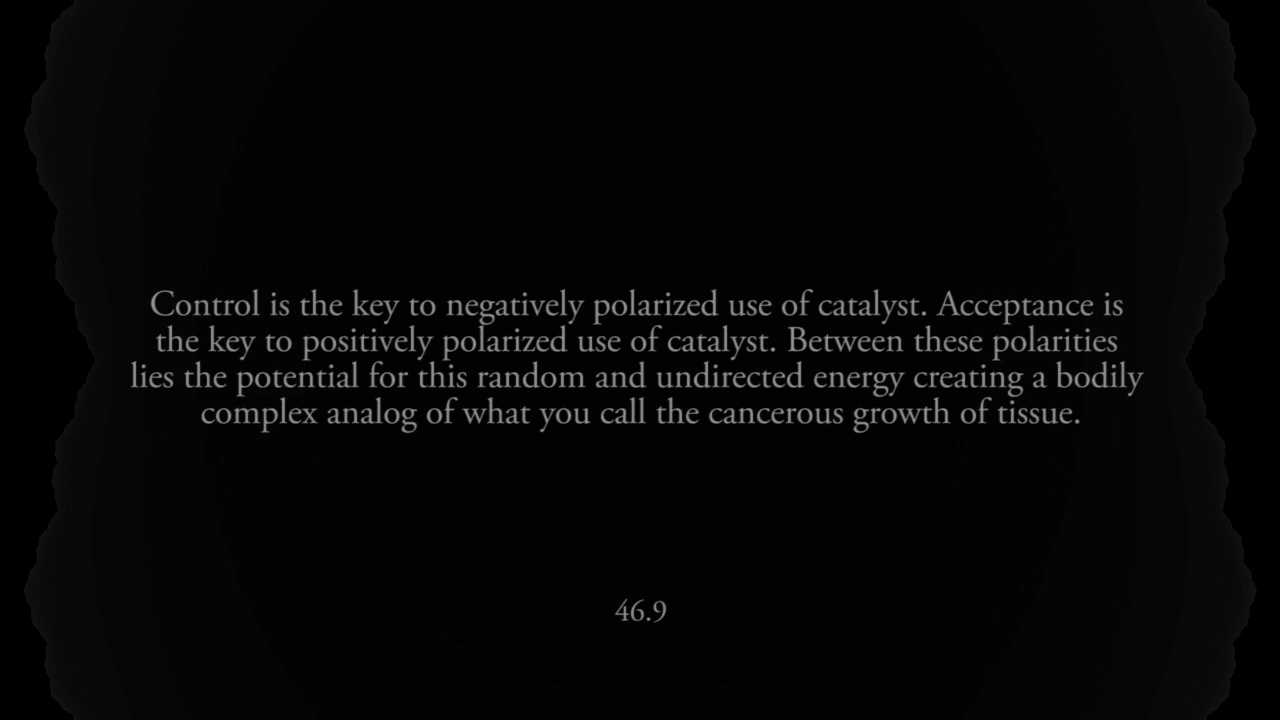 Control is the key to negatively polarized use of catalyst. Acceptance is
the key to positively polarized use of catalyst. Between these polarities
lies the potential for this random and undirected energy creating a bodily
complex analog of what you call the cancerous growth of tissue.
46.9